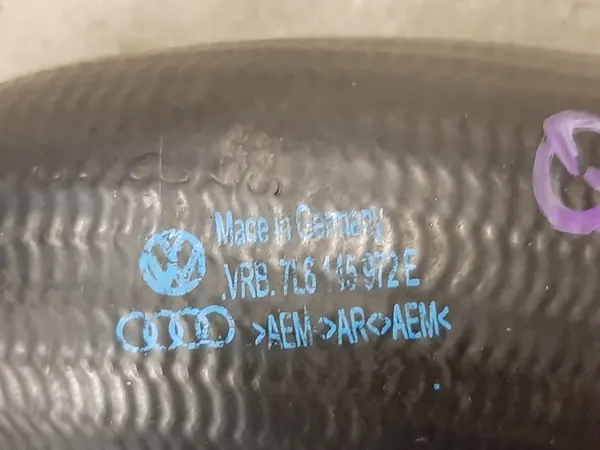 Made in Germany
.VRB. 7L6 145 972 E
>AEM<>AR<>AEM<